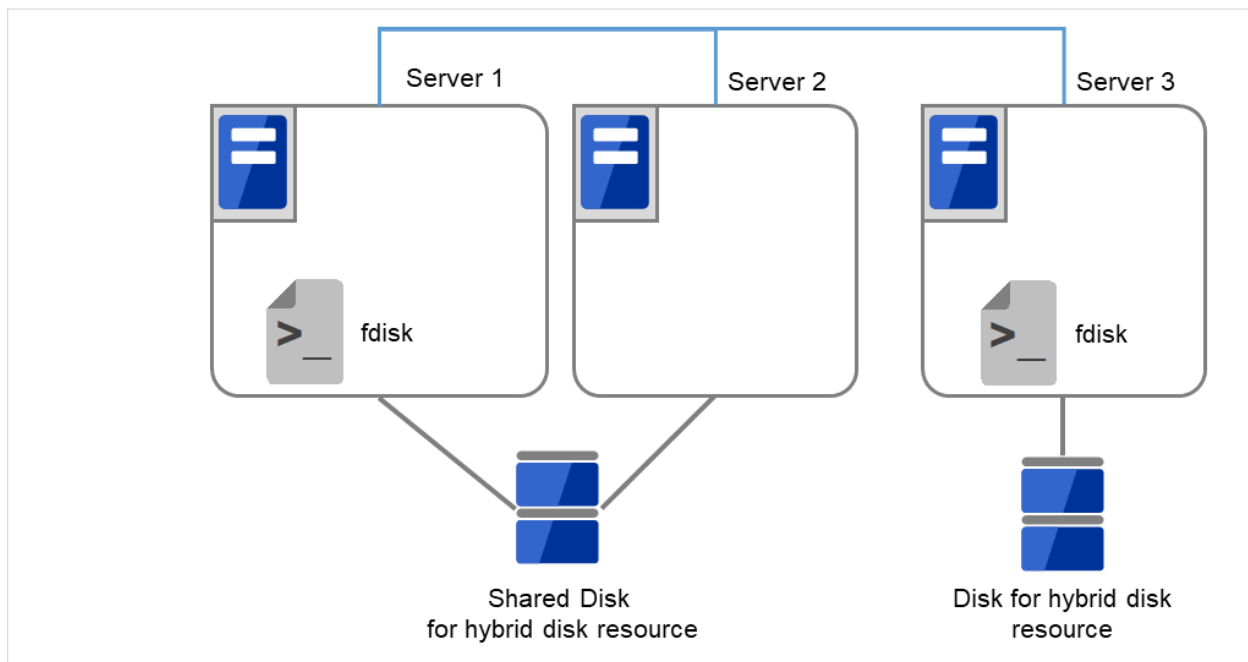 Server 1
Server 2
Server 3
>_ fdisk
>_ fdisk
Shared Disk
for hybrid disk resource
Disk for hybrid disk
resource